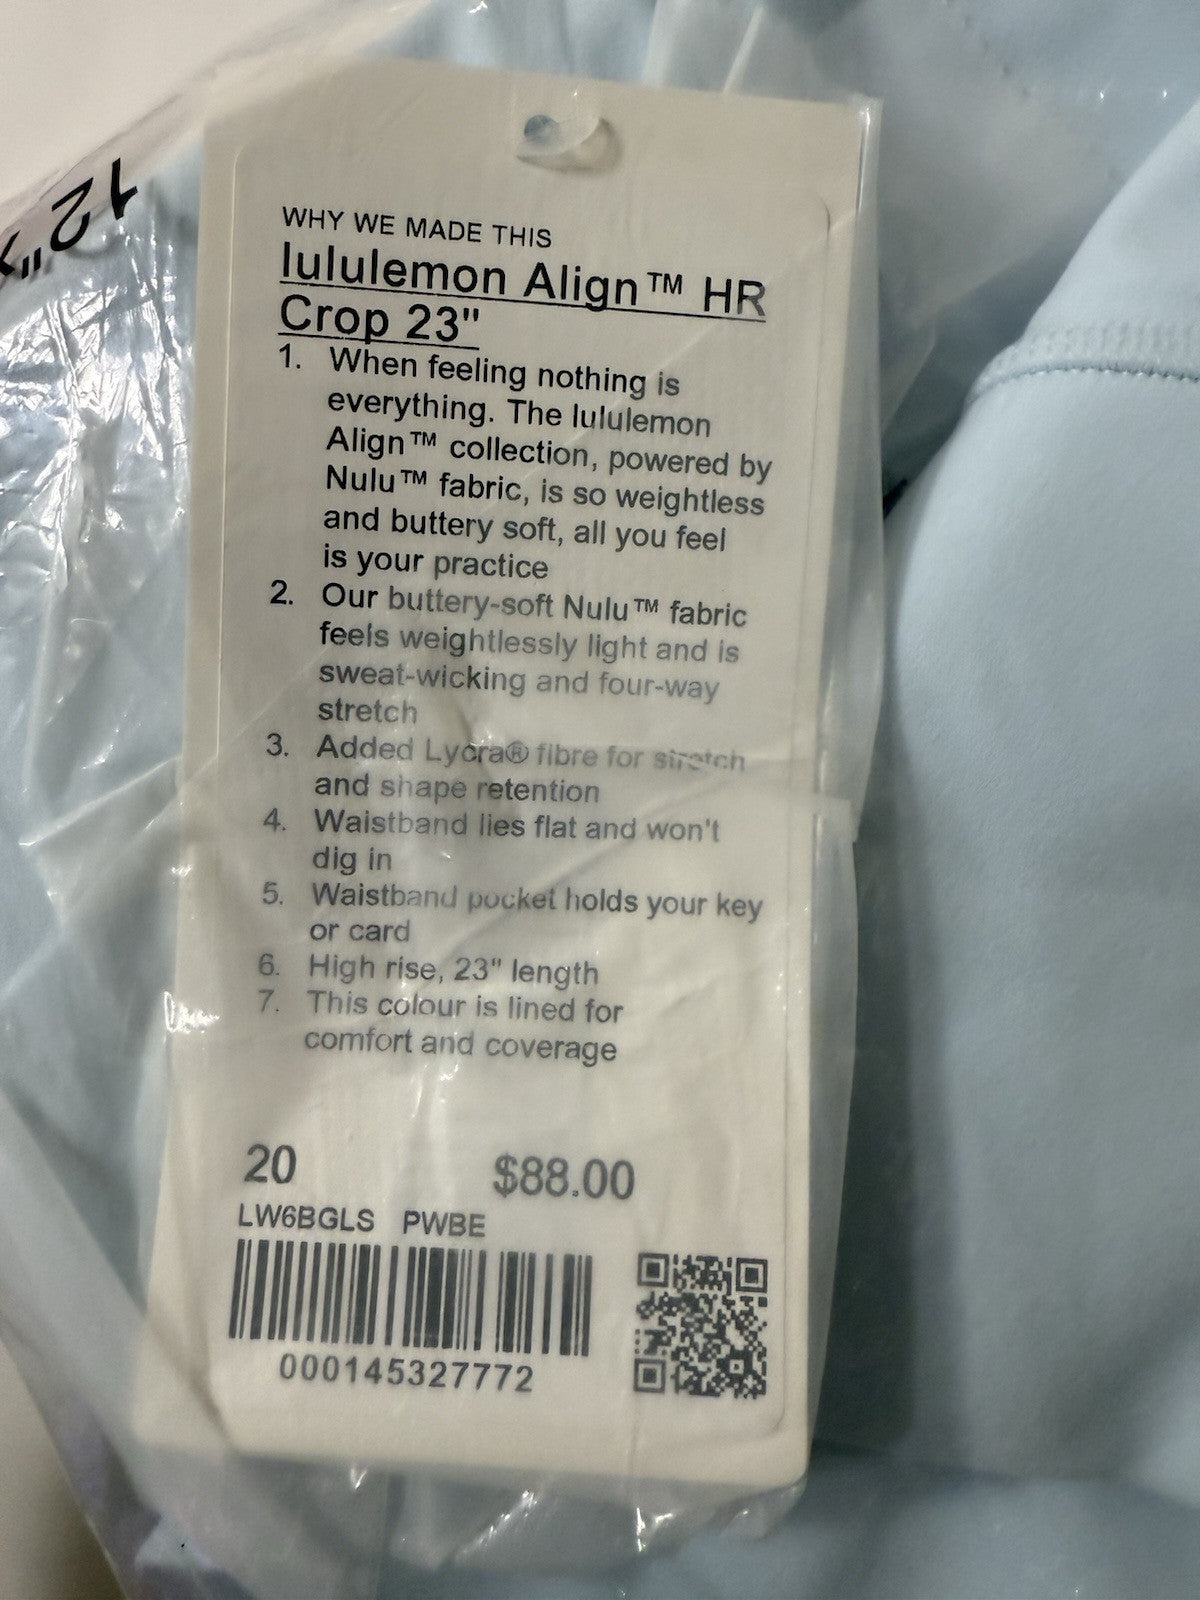 12"
WHY WE MADE THIS
lululemon Align™ HR
Crop 23"
1. When feeling nothing is
everything. The lululemon
Align™ collection, powered by
Nulu™ fabric, is so weightless
and buttery soft, all you feel
is your practice
2. Our buttery-soft Nulu™ fabric
feels weightlessly light and is
sweat-wicking and four-way
stretch
3. Added Lycra® fibre for stretch
and shape retention
4. Waistband lies flat and won't
dig in
5. Waistband pocket holds your key
or card
6. High rise, 23" length
7. This colour is lined for
comfort and coverage
20 $88.00
LW6BGLS PWBE
000145327772